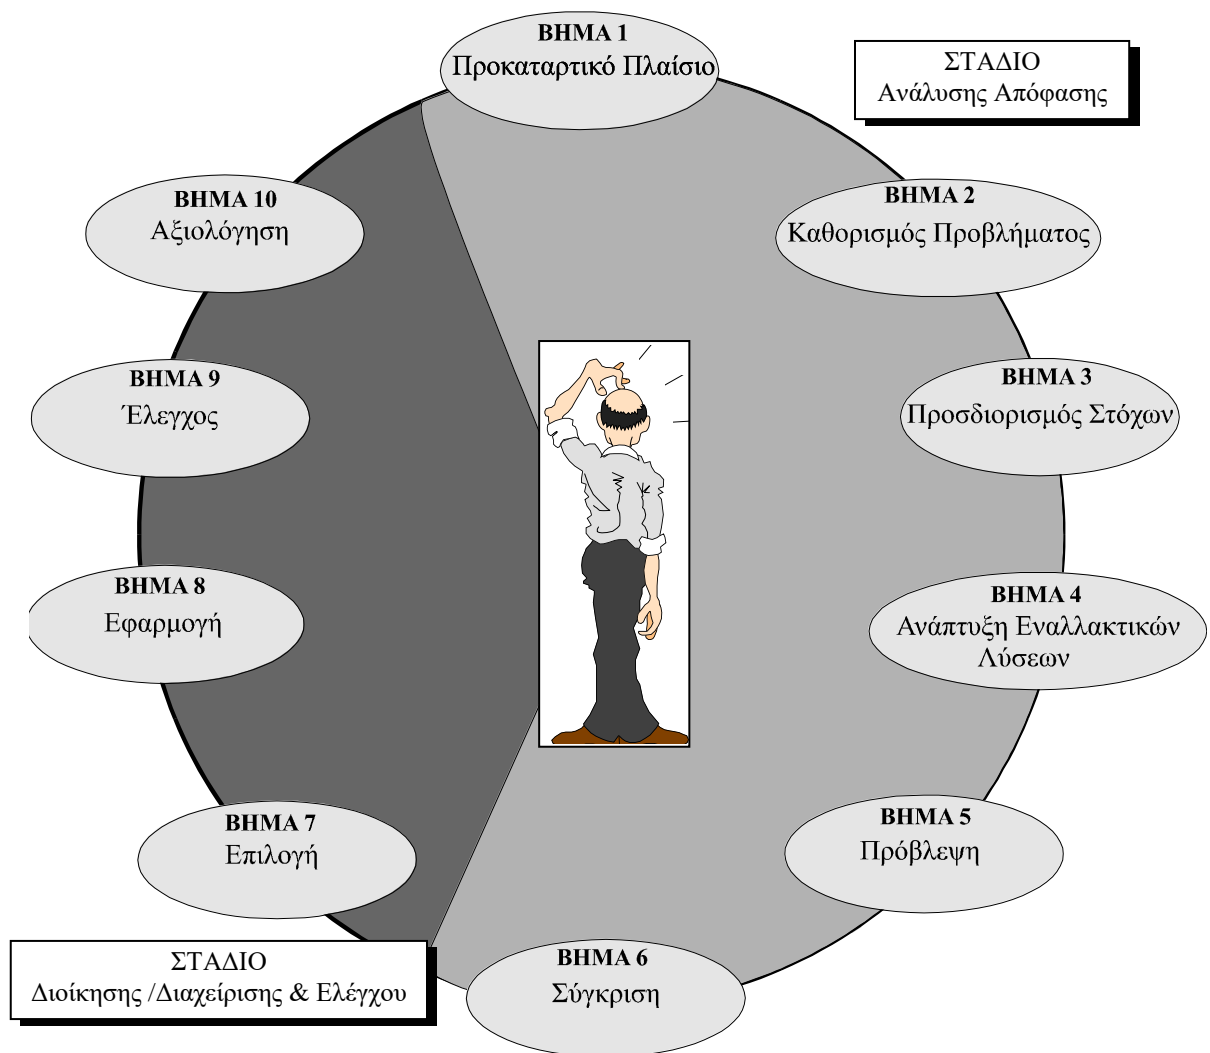 ΒΗΜΑ 1
Προκαταρτικό Πλαίσιο
ΣΤΑΔΙΟ
Ανάλυσης Απόφασης
ΒΗΜΑ 2
Καθορισμός Προβλήματος
ΒΗΜΑ 3
Προσδιορισμός Στόχων
ΒΗΜΑ 4
Ανάπτυξη Εναλλακτικών
Λύσεων
ΒΗΜΑ 5
Πρόβλεψη
ΒΗΜΑ 6
Σύγκριση
ΒΗΜΑ 7
Επιλογή
ΣΤΑΔΙΟ
Διοίκησης /Διαχείρισης & Ελέγχου
ΒΗΜΑ 8
Εφαρμογή
ΒΗΜΑ 9
Έλεγχος
ΒΗΜΑ 10
Αξιολόγηση